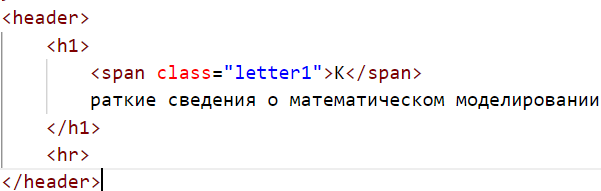 <header>
<h1>
<span class="letter1">К</span>
раткие сведения о математическом моделировании
</h1>
<hr>
</header>